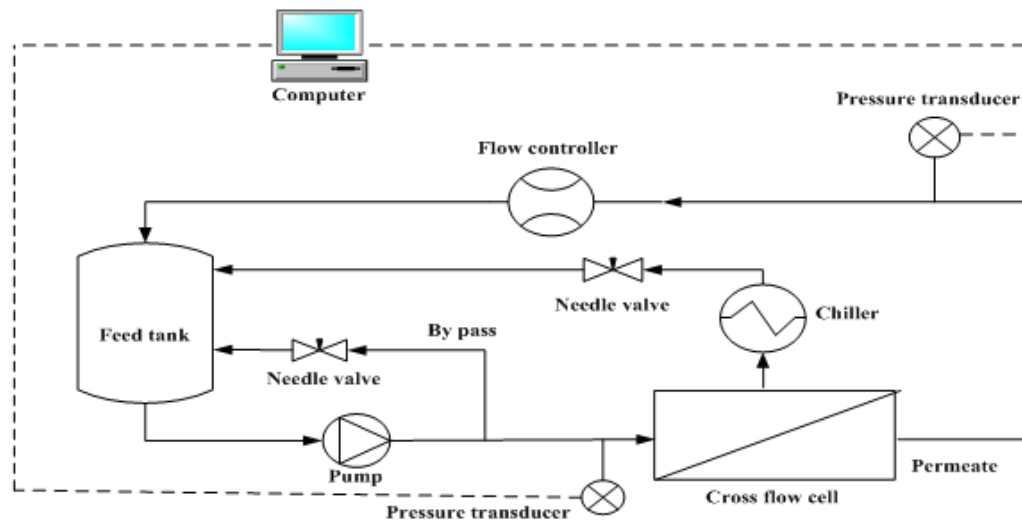 Computer
Pressure transducer
Flow controller
Needle valve
Chiller
Feed tank
By pass
Needle valve
Pump
Permeate
Cross flow cell
Pressure transducer